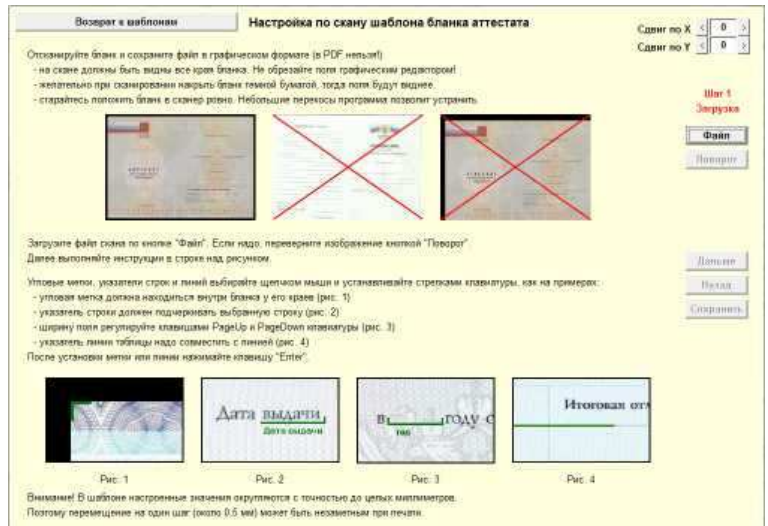 Возврат к шаблонам
Настройка по скану шаблона бланка аттестата
Сдвиг по X < 0 >
Сдвиг по Y < 0 >
Отсканируйте бланк и сохраните файл в графическом формате (в PDF нельзя!)
- на скане должны быть видны все края бланка. Не обрезайте поля графическим редактором!
- желательно при сканировании накрыть бланк темной бумагой, тогда поля будут виднее.
- старайтесь положить бланк в сканер ровно. Небольшие перекосы программа позволит устранить.
Шаг 1
Загрузка
Файл
Поворот
Загрузите файл скана по кнопке "Файл". Если надо, переверните изображение кнопкой "Поворот"
Далее выполняйте инструкции в строке над рисунком.
Угловые метки, указатели строк и линий выбирайте щелчком мыши и устанавливайте стрелками клавиатуры, как на примерах:
- угловая метка должна находиться внутри бланка у его краев (рис. 1)
- указатель строки должен подчеркивать выбранную строку (рис. 2)
- ширину поля регулируйте клавишами PageUp и PageDown клавиатуры (рис. 3)
- указатель линии таблицы надо совместить с линией (рис. 4)
После установки метки или линии нажимайте клавишу "Enter".
Дальше
Назад
Сохранить
Дата выдачи
Дата выдачи
в году с
год
Итоговая отм
Рис. 1
Рис. 2
Рис. 3
Рис. 4
Внимание! В шаблоне настроенные значения округляются с точностью до целых миллиметров.
Поэтому перемещение на один шаг (около 0,5 мм) может быть незаметным при печати.